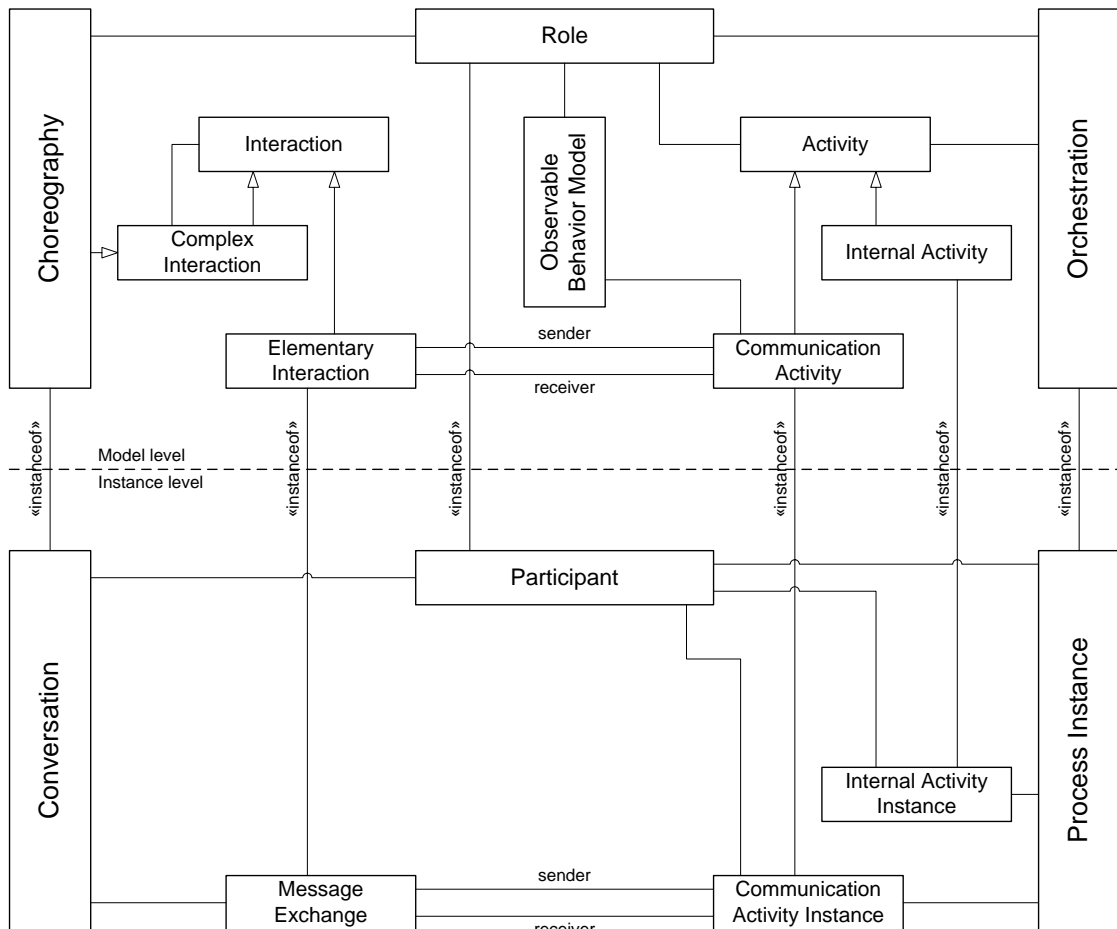 Role
Choreography
Interaction
Observable
Behavior Model
Activity
Orchestration
Complex
Interaction
Internal Activity
Elementary
Interaction
sender
receiver
Communication
Activity
«instanceof»
«instanceof»
«instanceof»
«instanceof»
«instanceof»
«instanceof»
Model level
Instance level
Participant
Conversation
Process Instance
Internal Activity
Instance
Message
Exchange
sender
receiver
Communication
Activity Instance